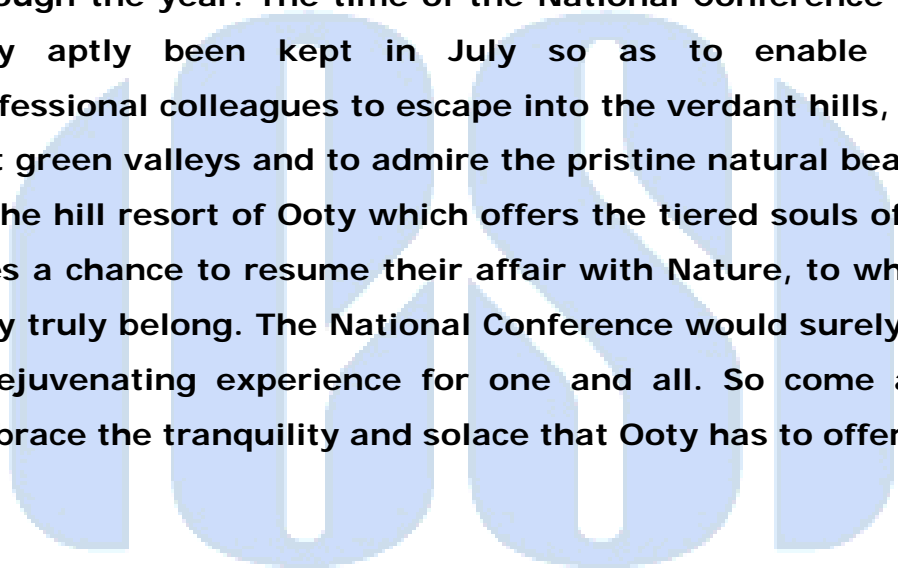 ough the year. The time of the National Conference
y aptly been kept in July so as to enable
fessional colleagues to escape into the verdant hills,
t green valleys and to admire the pristine natural bea
he hill resort of Ooty which offers the tiered souls of
es a chance to resume their affair with Nature, to wh
y truly belong. The National Conference would surely
ejuvenating experience for one and all. So come a
brace the tranquility and solace that Ooty has to offer